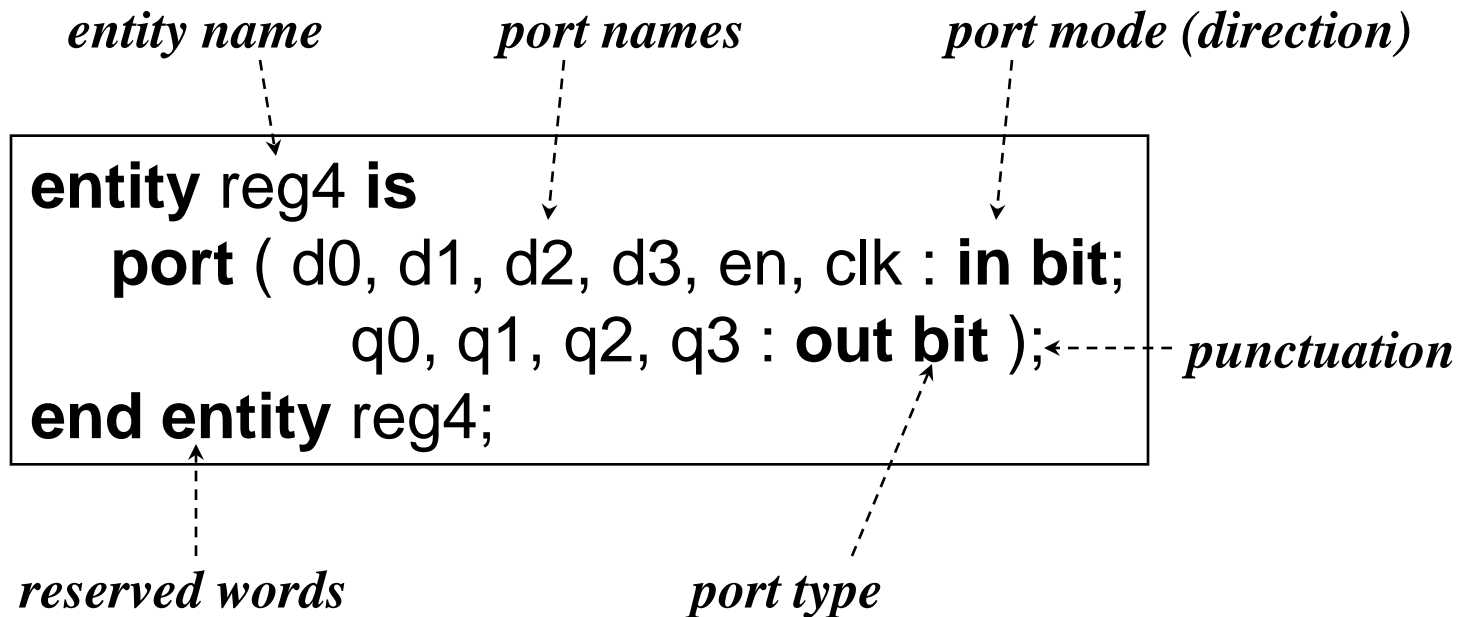 entity name port names port mode (direction)
entity reg4 is
port ( d0, d1, d2, d3, en, clk : in bit;
q0, q1, q2, q3 : out bit );
punctuation
end entity reg4;
reserved words port type